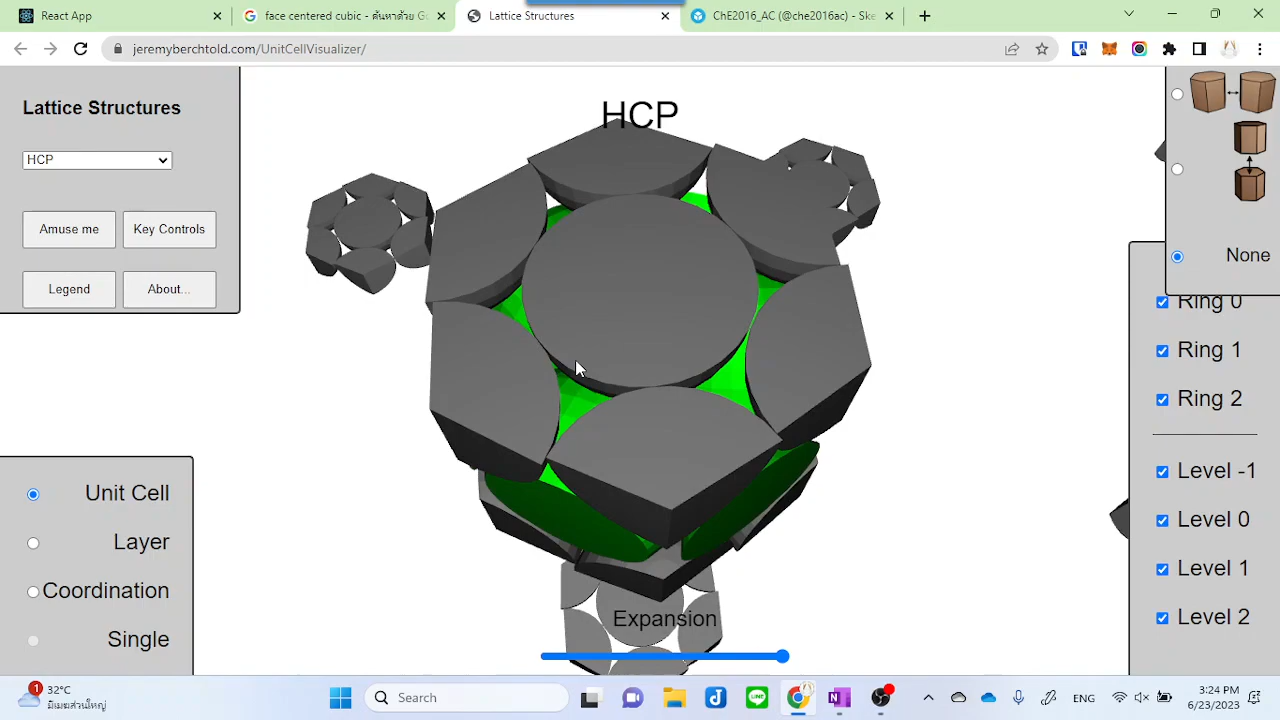 React App
face centered cubic - ค้นหาด้วย Go
Lattice Structures
ChE2016_AC (@che2016ac) - Ske
jeremyberchtold.com/UnitCellVisualizer/
Lattice Structures
HCP
Amuse me
Key Controls
Legend
About...
HCP
None
Ring 0
Ring 1
Ring 2
Level -1
Level 0
Level 1
Level 2
Unit Cell
Layer
Coordination
Single
Expansion
1
32°C
Search
J
LINE
N
ENG
3:24 PM
6/23/2023